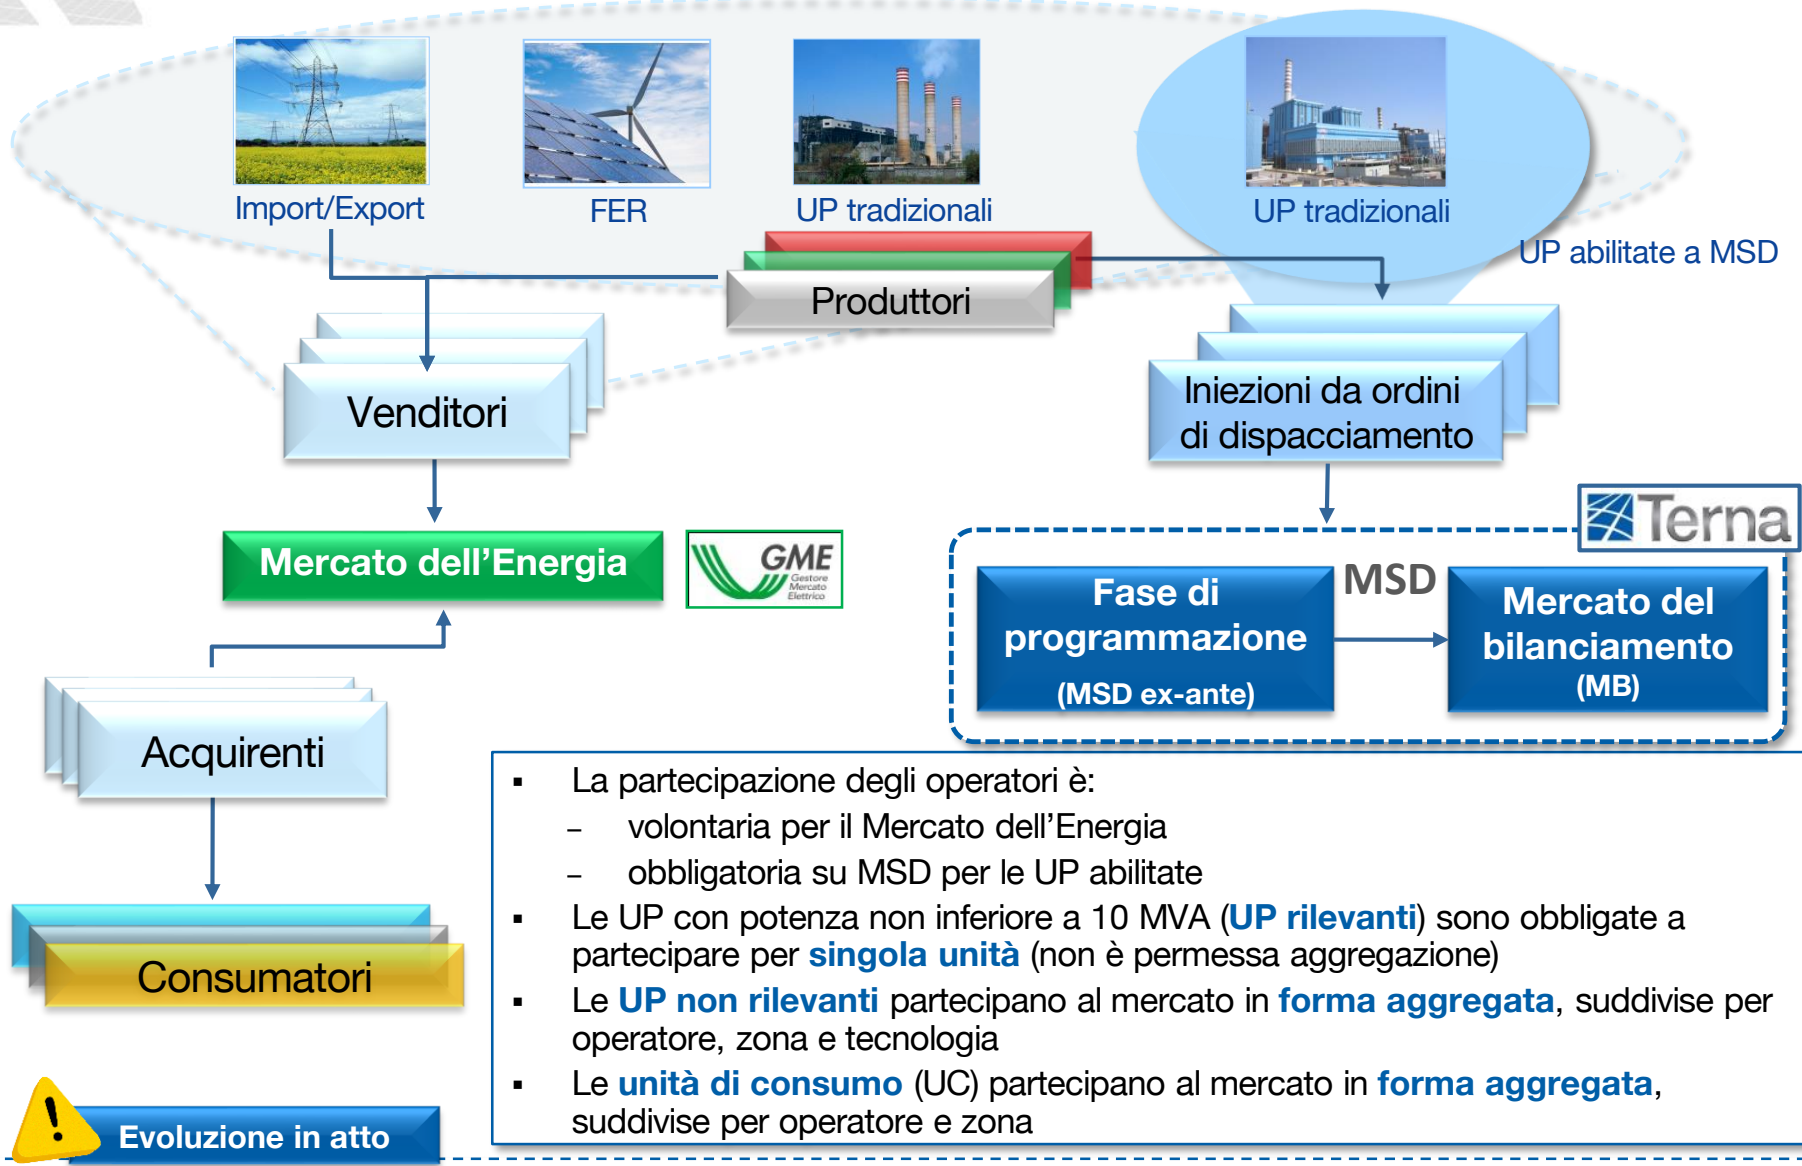 Import/Export
FER
UP tradizionali
UP tradizionali
UP abilitate a MSD
Produttori
Venditori
Iniezioni da ordini
di dispacciamento
Terna
Mercato dell'Energia
GME
Gestore
Mercato
Elettrico
MSD
Fase di
programmazione
(MSD ex-ante)
Mercato del
bilanciamento
(MB)
Acquirenti
Consumatori
▪ La partecipazione degli operatori è:
– volontaria per il Mercato dell'Energia
– obbligatoria su MSD per le UP abilitate
▪ Le UP con potenza non inferiore a 10 MVA (UP rilevanti) sono obbligate a
partecipare per singola unità (non è permessa aggregazione)
▪ Le UP non rilevanti partecipano al mercato in forma aggregata, suddivise per
operatore, zona e tecnologia
▪ Le unità di consumo (UC) partecipano al mercato in forma aggregata,
suddivise per operatore e zona
! Evoluzione in atto